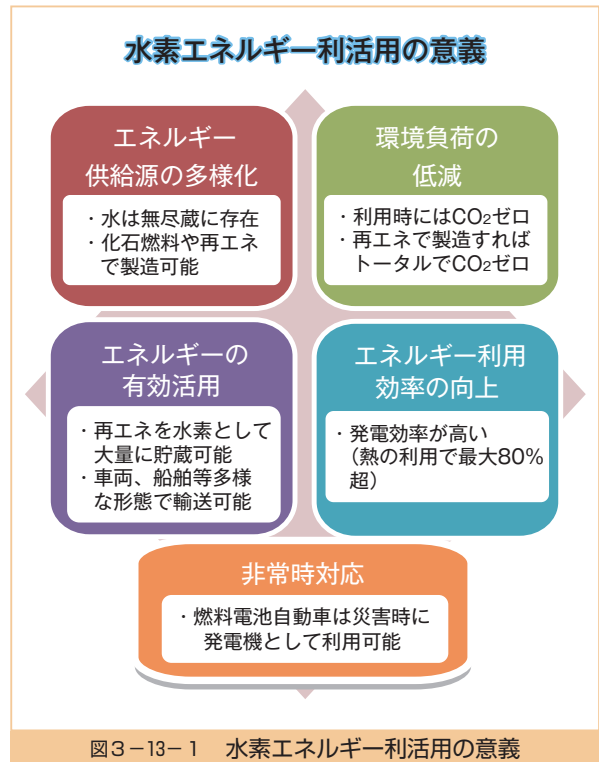 水素エネルギー利活用の意義
エネルギー
供給源の多様化
・水は無尽蔵に存在
・化石燃料や再エネ
で製造可能
環境負荷の
低減
・利用時にはCO₂ゼロ
・再エネで製造すれば
トータルでCO₂ゼロ
エネルギーの
有効活用
・再エネを水素として
大量に貯蔵可能
・車両、船舶等多様
な形態で輸送可能
エネルギー利用
効率の向上
・発電効率が高い
（熱の利用で最大80%
超）
非常時対応
・燃料電池自動車は災害時に
発電機として利用可能
図3－13－1 水素エネルギー利活用の意義